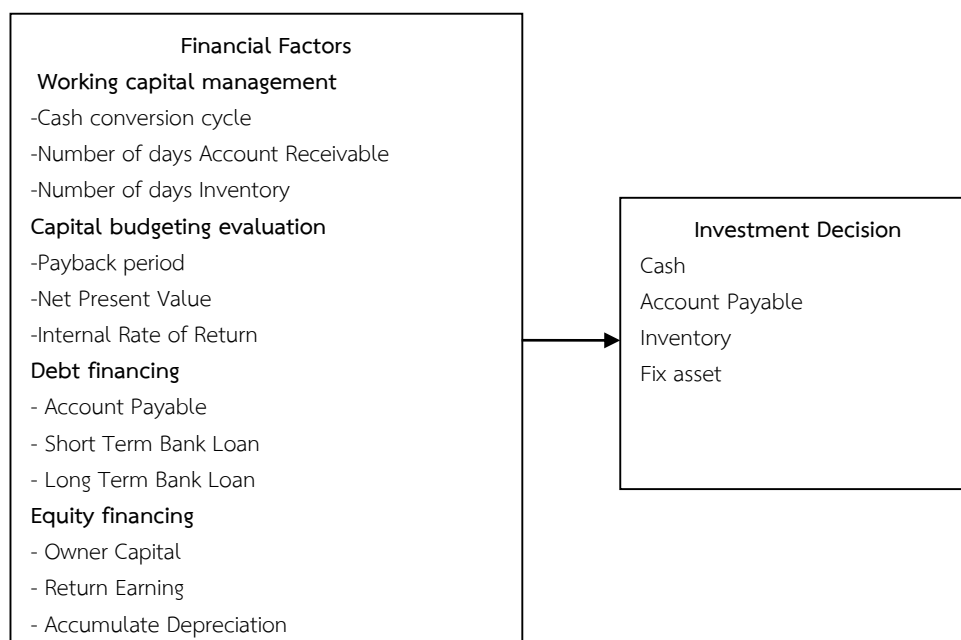 Financial Factors
Working capital management
-Cash conversion cycle
-Number of days Account Receivable
-Number of days Inventory
Capital budgeting evaluation
-Payback period
-Net Present Value
-Internal Rate of Return
Debt financing
- Account Payable
- Short Term Bank Loan
- Long Term Bank Loan
Equity financing
- Owner Capital
- Return Earning
- Accumulate Depreciation
Investment Decision
Cash
Account Payable
Inventory
Fix asset